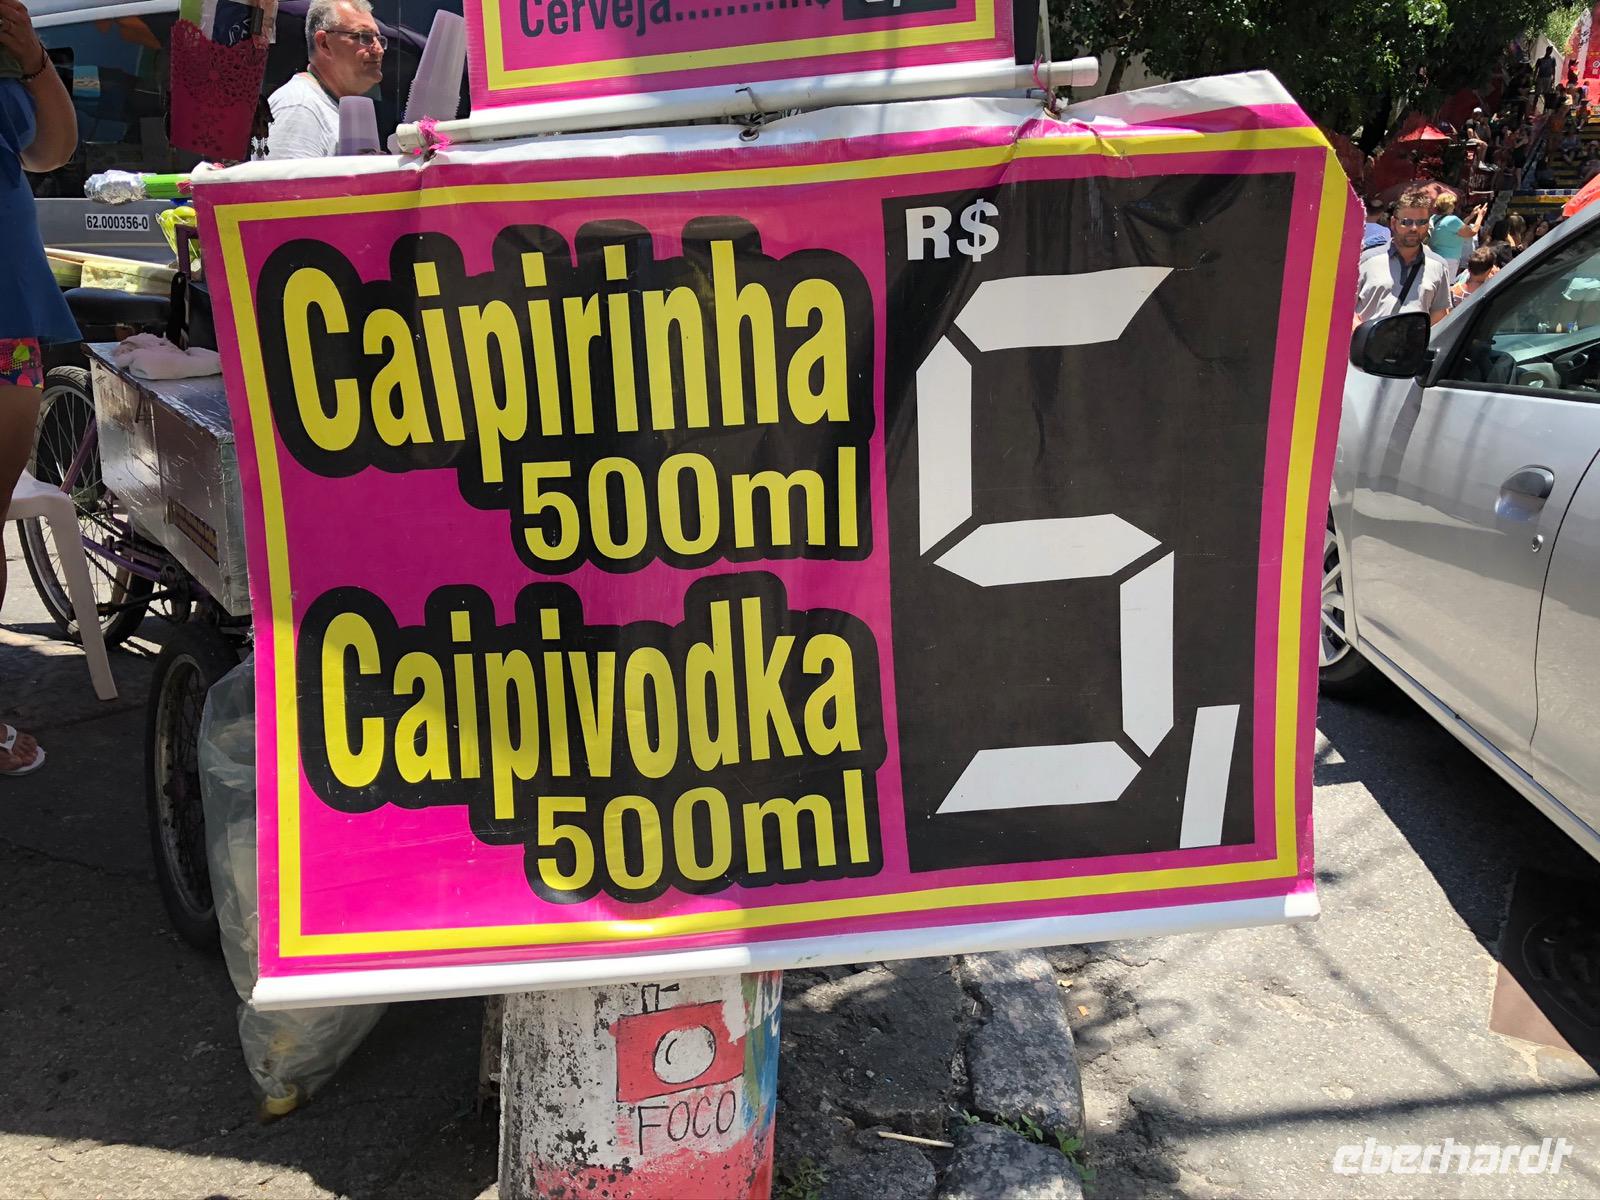 Cerveja..........R$
62.000356-0
R$
5,
Caipirinha
500ml
Caipivodka
500ml
FOCO
eberhardt